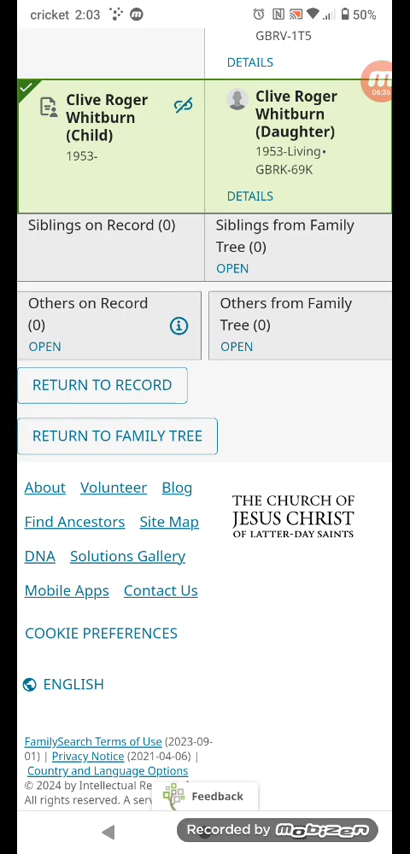 cricket 2:03 50%
GBRV-1T5
DETAILS
06:36
Clive Roger
Whitburn
(Child)
1953-
Clive Roger
Whitburn
(Daughter)
1953-Living•
GBRK-69K
DETAILS
Siblings on Record (0)
Siblings from Family
Tree (0)
OPEN
Others on Record
(0)
OPEN
Others from Family
Tree (0)
OPEN
RETURN TO RECORD
RETURN TO FAMILY TREE
About Volunteer Blog
Find Ancestors Site Map
DNA Solutions Gallery
Mobile Apps Contact Us
THE CHURCH OF
JESUS CHRIST
OF LATTER-DAY SAINTS
COOKIE PREFERENCES
ENGLISH
FamilySearch Terms of Use (2023-09-
01) | Privacy Notice (2021-04-06) |
Country and Language Options
© 2024 by Intellectual Re
All rights reserved. A serv
Feedback
Recorded by MOBIZEN